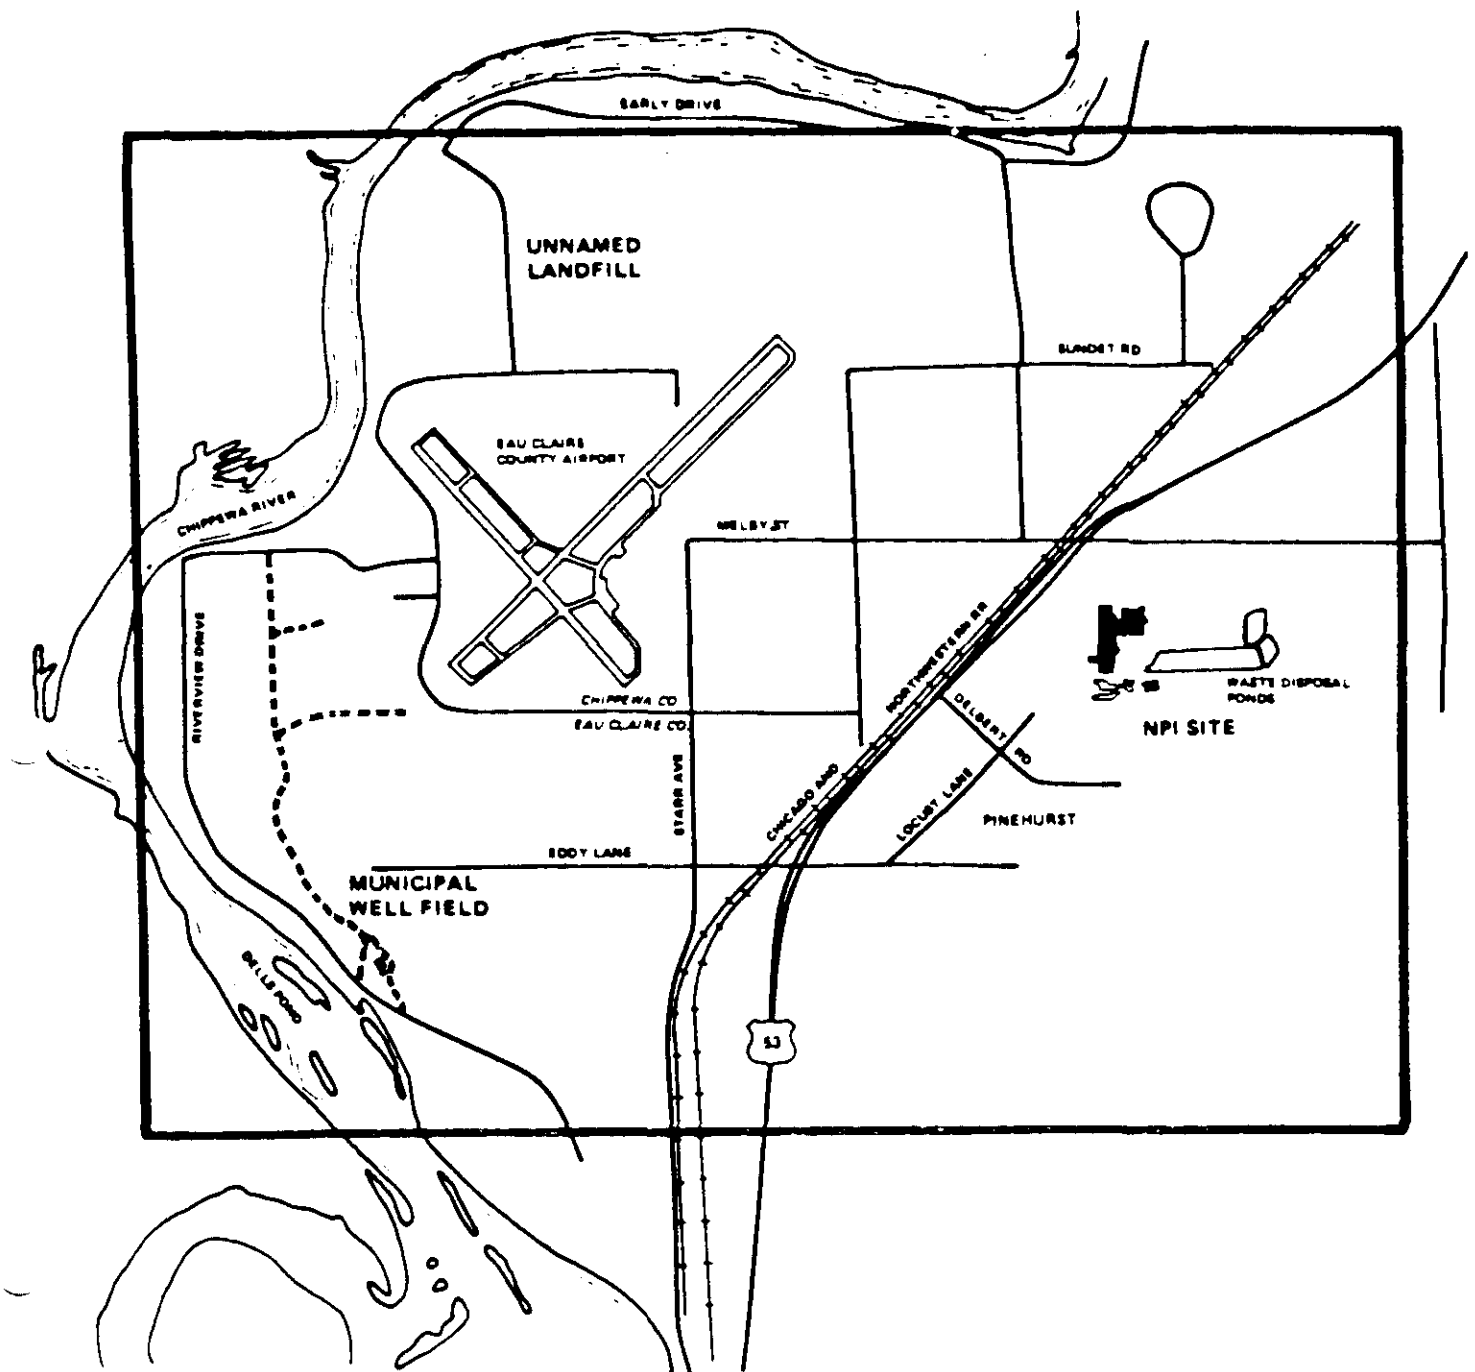 EARLY DRIVE
UNNAMED
LANDFILL
SUNDET RD
EAU CLAIRE
COUNTY AIRPORT
CHIPPEWA RIVER
MELBY ST
RIVERVIEW DRIVE
CHICAGO AND NORTHWESTERN RR
WASTE DISPOSAL
PONDS
NPI SITE
CHIPPEWA CO
EAU CLAIRE CO.
DELBERT RD
STARR AVE
LOCUST LANE
PINEHURST
EDDY LANE
MUNICIPAL
WELL FIELD
DELLS POND
53